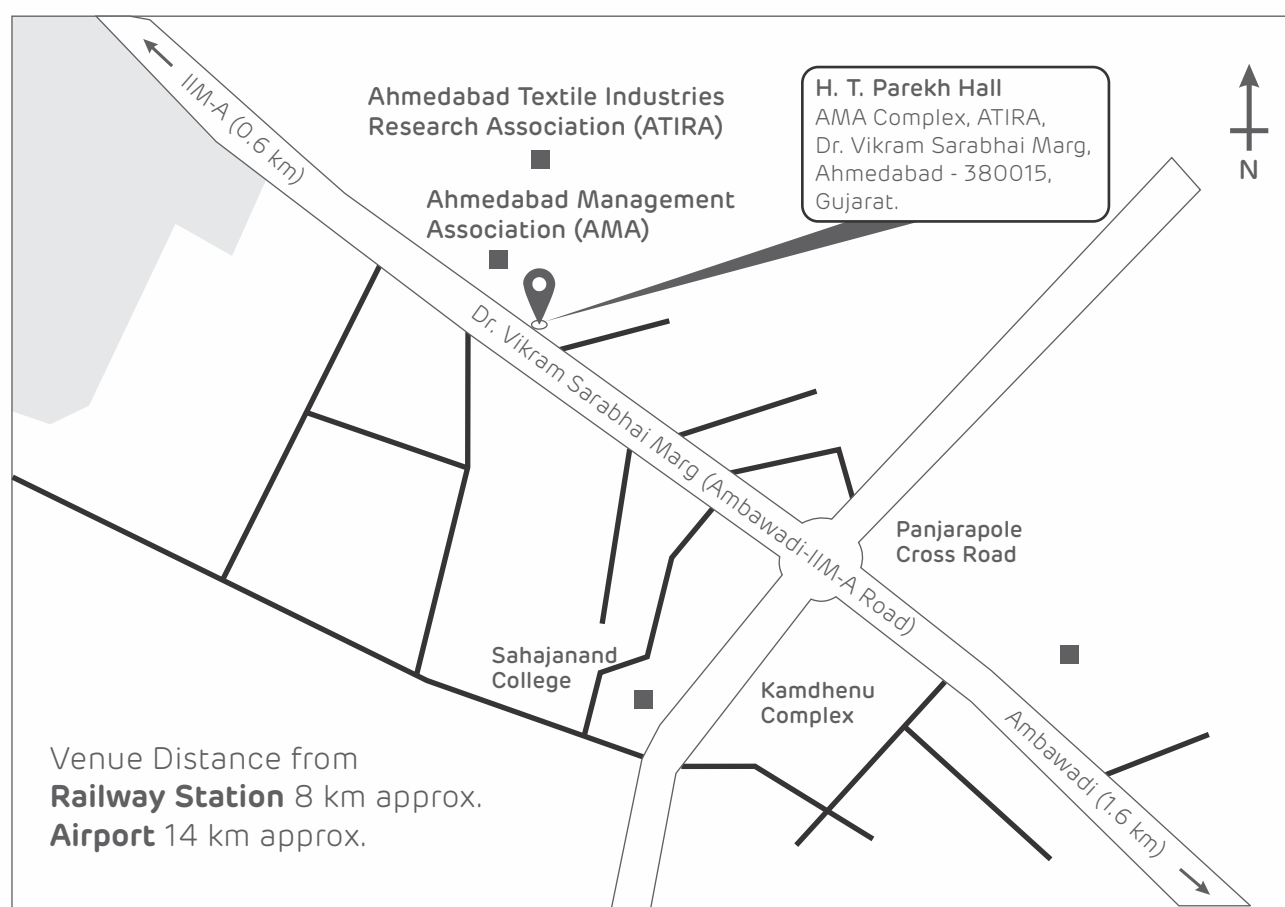 IIM-A (0.6 km)
Ahmedabad Textile Industries
Research Association (ATIRA)
Ahmedabad Management
Association (AMA)
H. T. Parekh Hall
AMA Complex, ATIRA,
Dr. Vikram Sarabhai Marg,
Ahmedabad - 380015,
Gujarat.
N
Dr. Vikram Sarabhai Marg (Ambawadi-IIM-A Road)
Panjarapole
Cross Road
Sahajanand
College
Kamdhenu
Complex
Ambawadi (1.6 km)
Venue Distance from
Railway Station 8 km approx.
Airport 14 km approx.